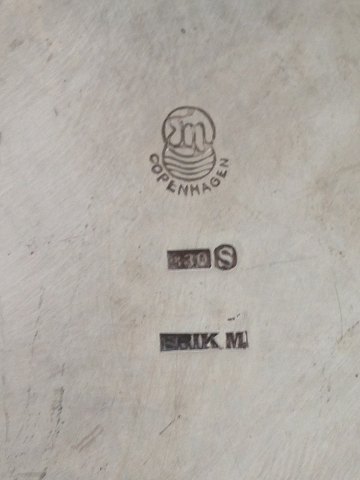 COPENHAGEN
830 S
ERIK M.